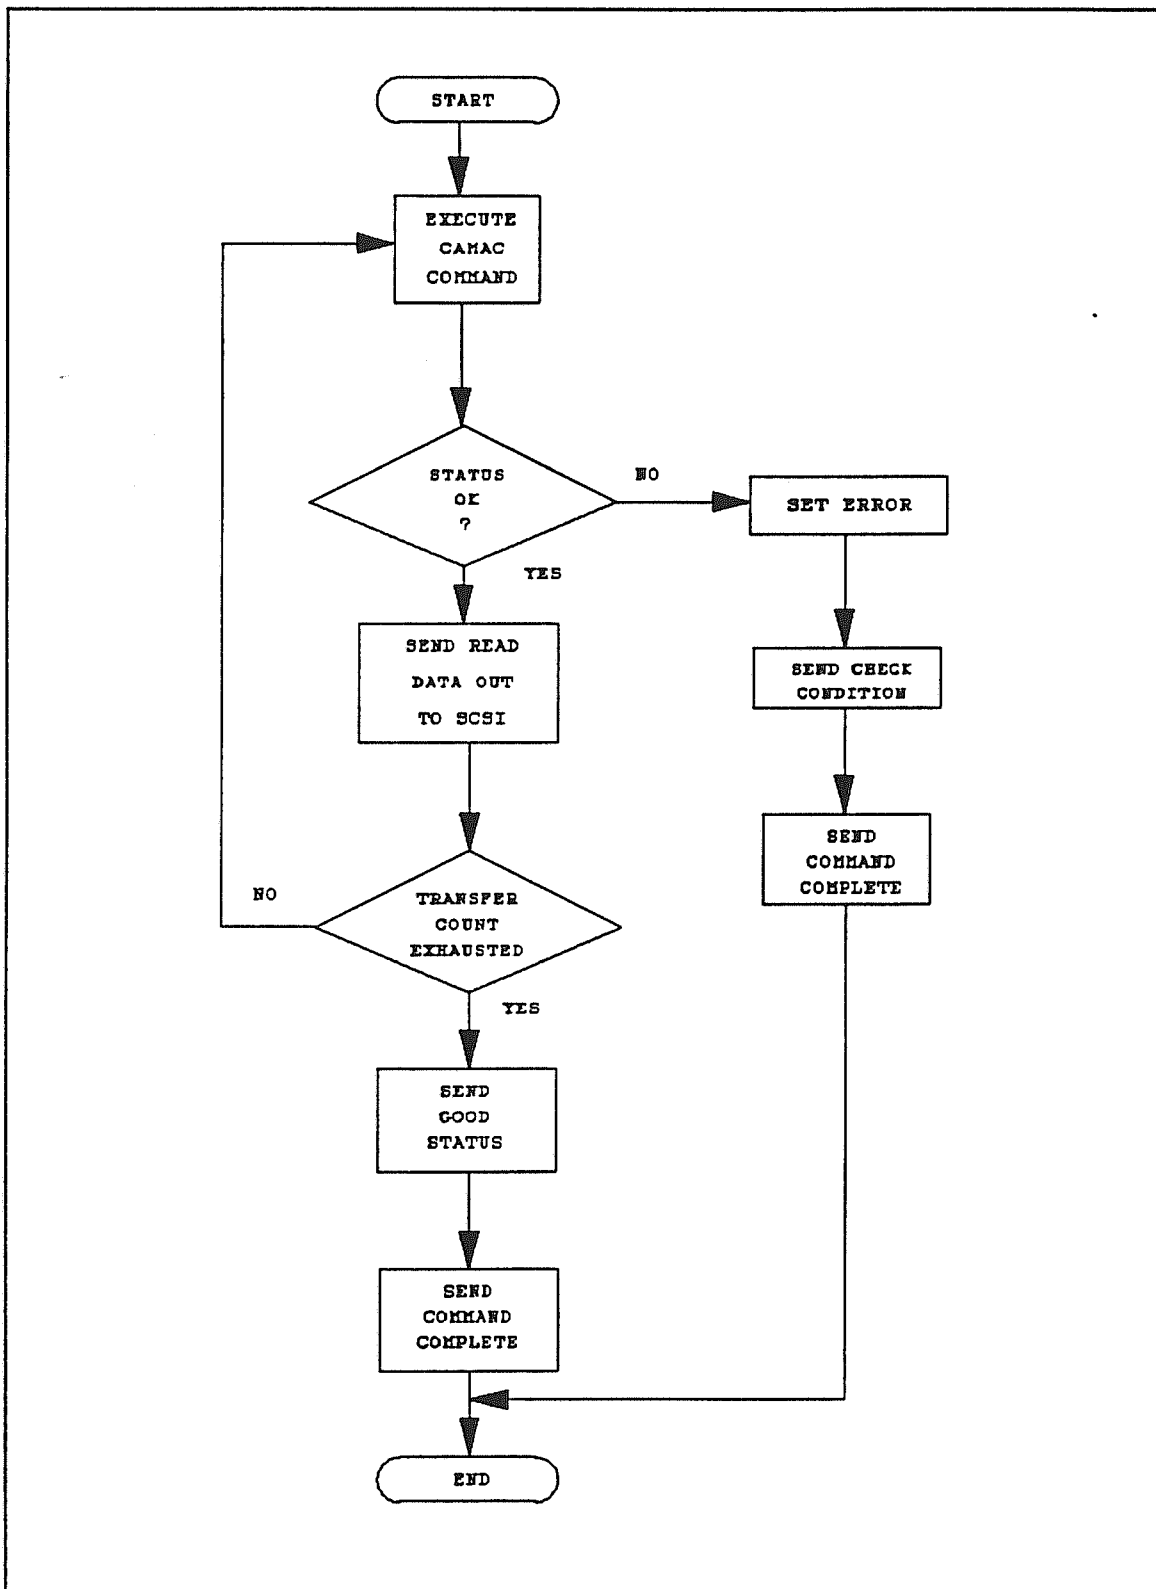 START
EXECUTE
CAMAC
COMMAND
STATUS
OK
?
NO
SET ERROR
YES
SEND READ
DATA OUT
TO SCSI
SEND CHECK
CONDITION
SEND
COMMAND
COMPLETE
NO
TRANSFER
COUNT
EXHAUSTED
YES
SEND
GOOD
STATUS
SEND
COMMAND
COMPLETE
END